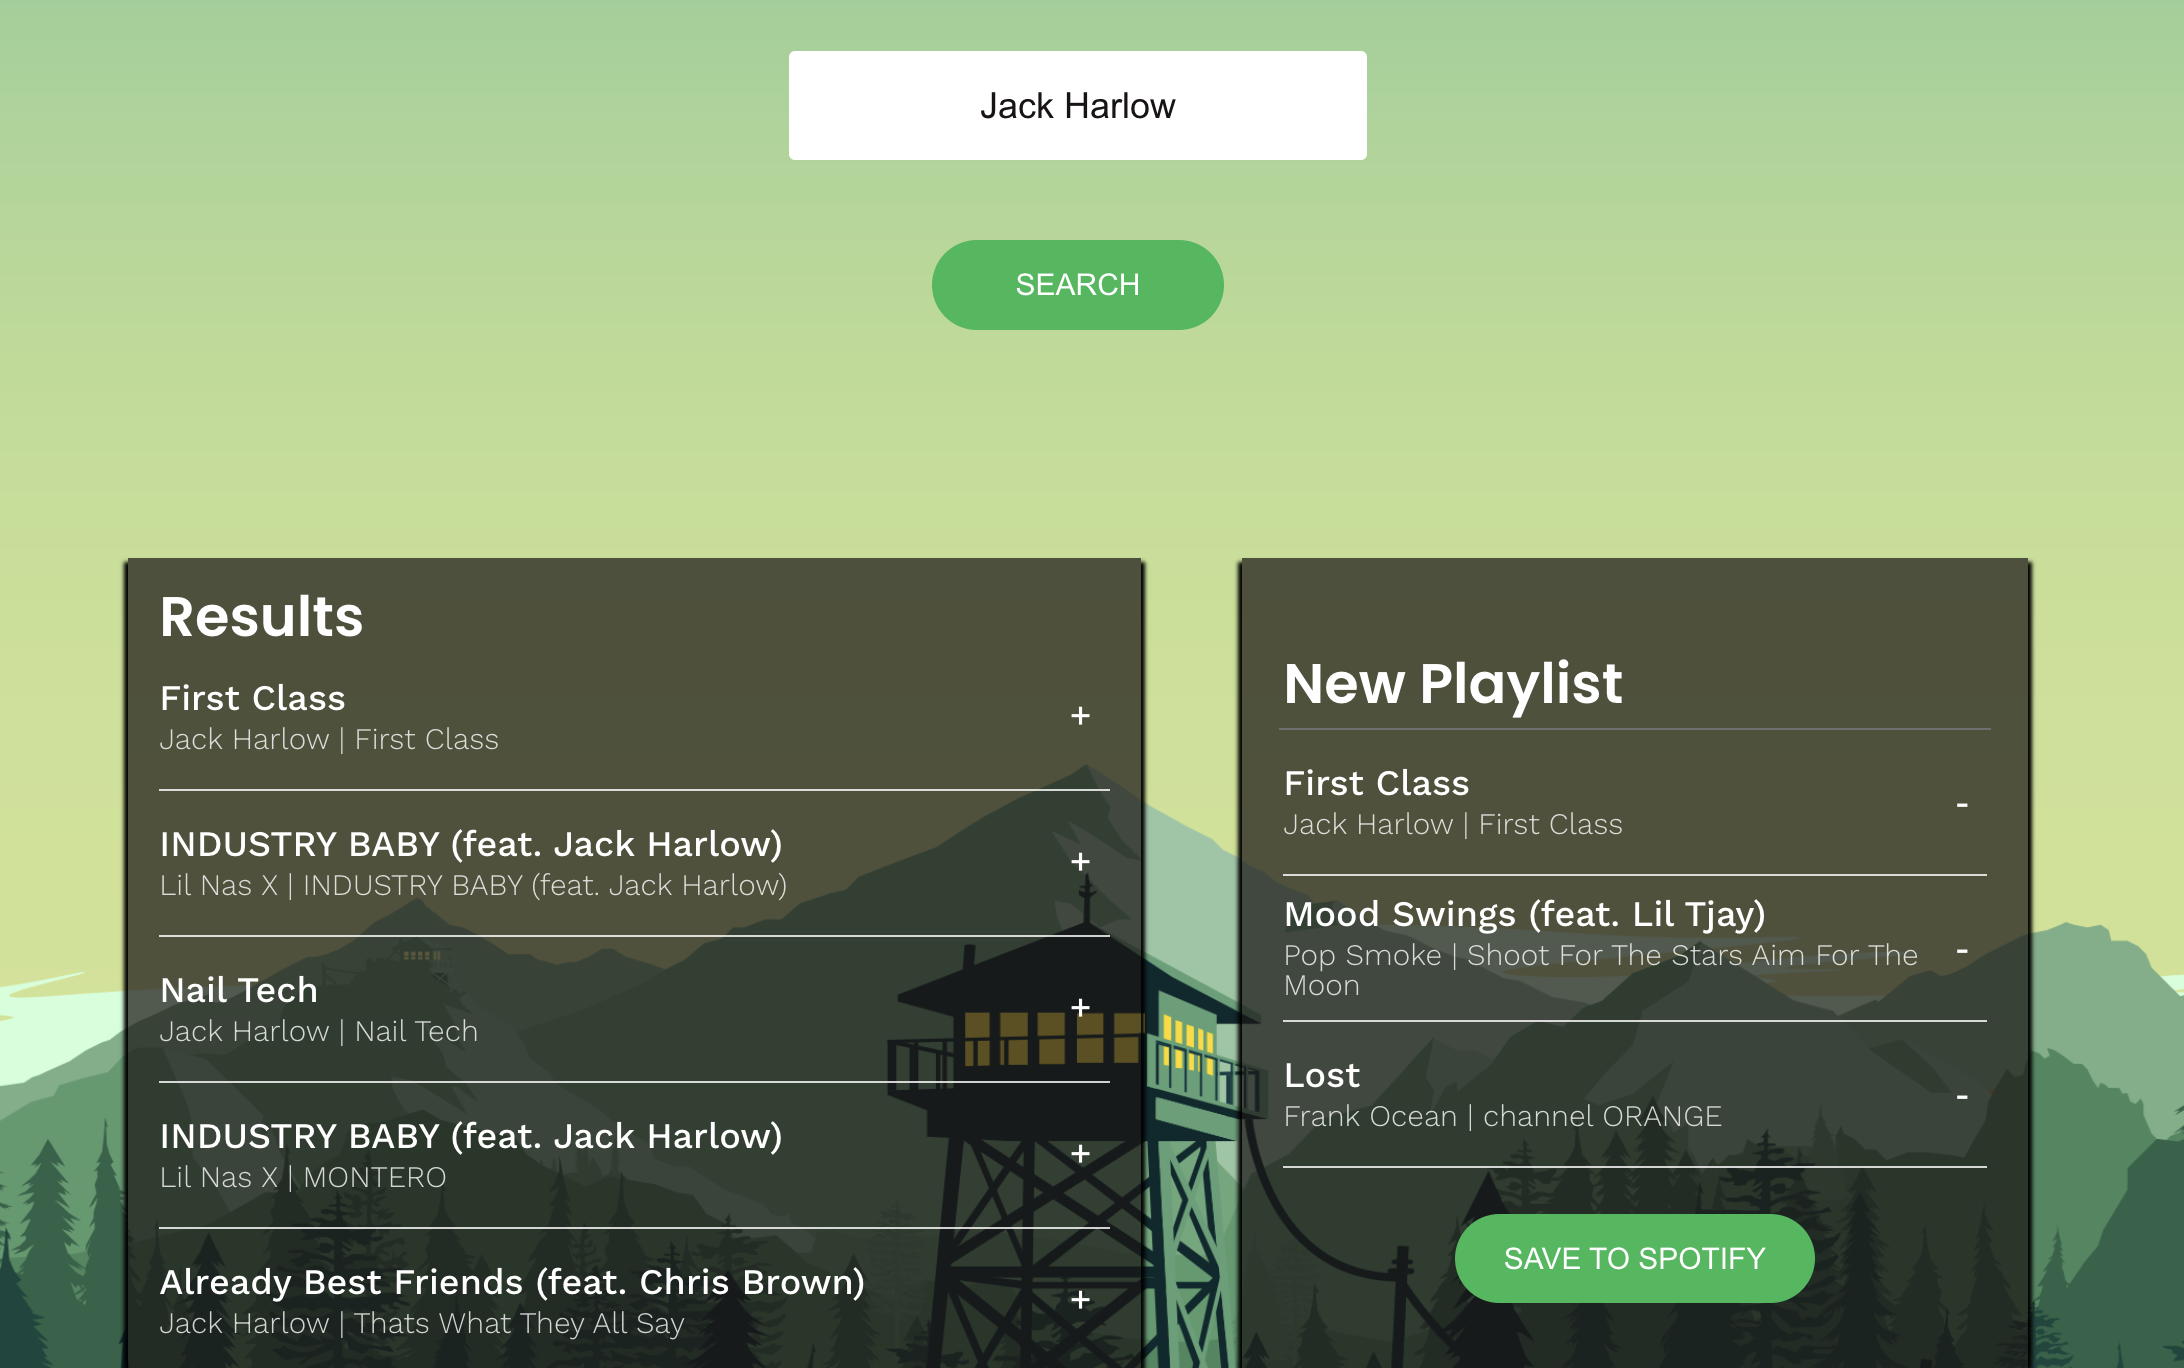 Jack Harlow
SEARCH
Results
First Class
Jack Harlow | First Class
+
INDUSTRY BABY (feat. Jack Harlow)
Lil Nas X | INDUSTRY BABY (feat. Jack Harlow)
+
Nail Tech
Jack Harlow | Nail Tech
+
INDUSTRY BABY (feat. Jack Harlow)
Lil Nas X | MONTERO
+
Already Best Friends (feat. Chris Brown)
Jack Harlow | Thats What They All Say
+
New Playlist
First Class
Jack Harlow | First Class
-
Mood Swings (feat. Lil Tjay)
Pop Smoke | Shoot For The Stars Aim For The
Moon
-
Lost
Frank Ocean | channel ORANGE
-
SAVE TO SPOTIFY